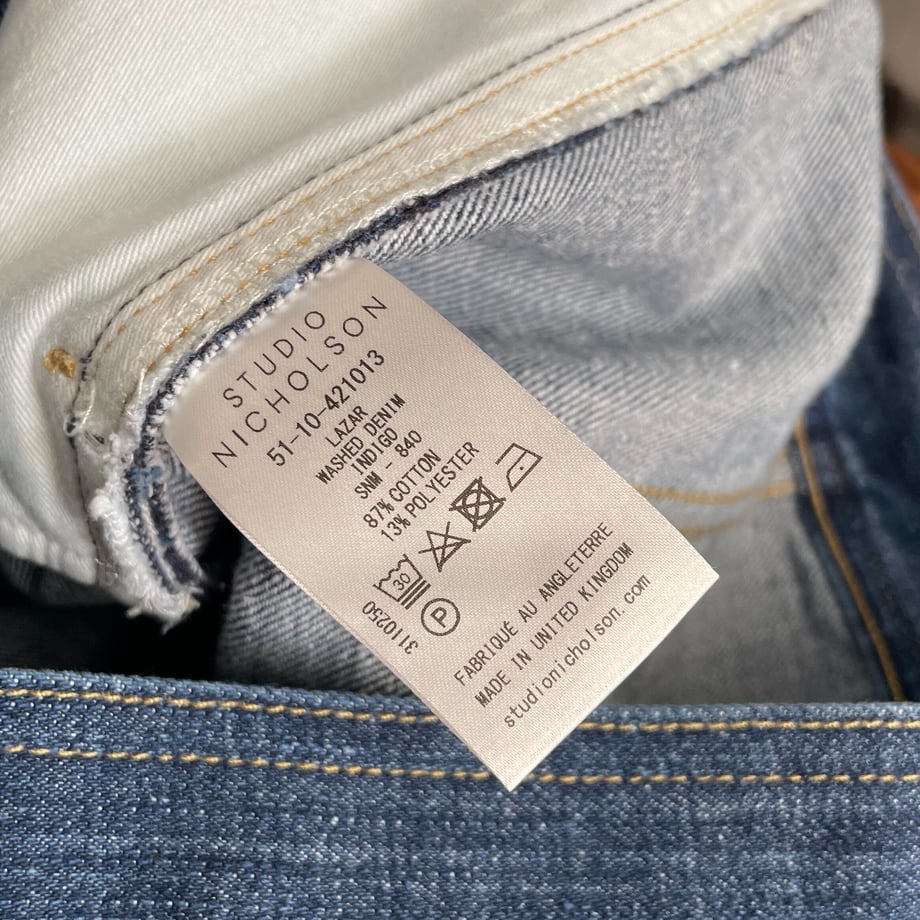 STUDIO
NICHOLSON
51-10-421013
LAZAR
WASHED DENIM
INDIGO
SNM - 840
87% COTTON
13% POLYESTER
30
P
3110250
FABRIQUÉ AU ANGLETERRE
MADE IN UNITED KINGDOM
studionicholson.com